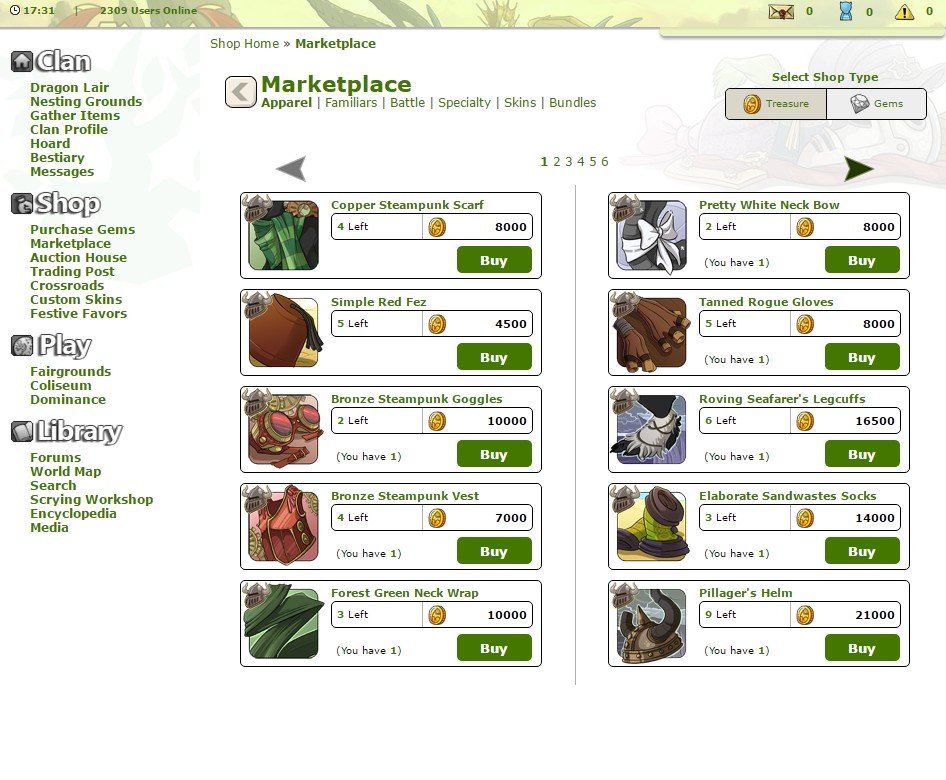 17:31 | 2309 Users Online
0 0 0
Shop Home » Marketplace
Clan
Dragon Lair
Nesting Grounds
Gather Items
Clan Profile
Hoard
Bestiary
Messages
Shop
Purchase Gems
Marketplace
Auction House
Trading Post
Crossroads
Custom Skins
Festive Favors
Play
Fairgrounds
Coliseum
Dominance
Library
Forums
World Map
Search
Scrying Workshop
Encyclopedia
Media
Marketplace
Apparel | Familiars | Battle | Specialty | Skins | Bundles
Select Shop Type
Treasure Gems
1 2 3 4 5 6
Copper Steampunk Scarf
4 Left 8000
Buy
Simple Red Fez
5 Left 4500
Buy
Bronze Steampunk Goggles
2 Left 10000
(You have 1) Buy
Bronze Steampunk Vest
4 Left 7000
(You have 1) Buy
Forest Green Neck Wrap
3 Left 10000
(You have 1) Buy
Pretty White Neck Bow
2 Left 8000
(You have 1) Buy
Tanned Rogue Gloves
5 Left 8000
(You have 1) Buy
Roving Seafarer's Legcuffs
6 Left 16500
(You have 1) Buy
Elaborate Sandwastes Socks
3 Left 14000
(You have 1) Buy
Pillager's Helm
9 Left 21000
(You have 1) Buy